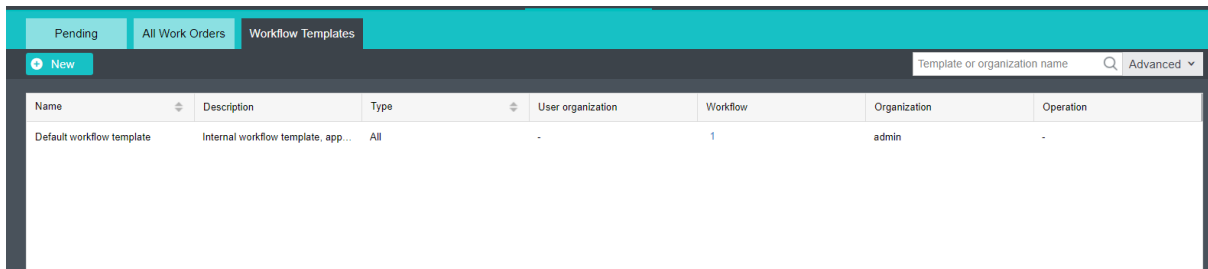 Pending All Work Orders Workflow Templates
New Template or organization name Advanced
Name Description Type User organization Workflow Organization Operation
Default workflow template Internal workflow template, app... All - 1 admin -